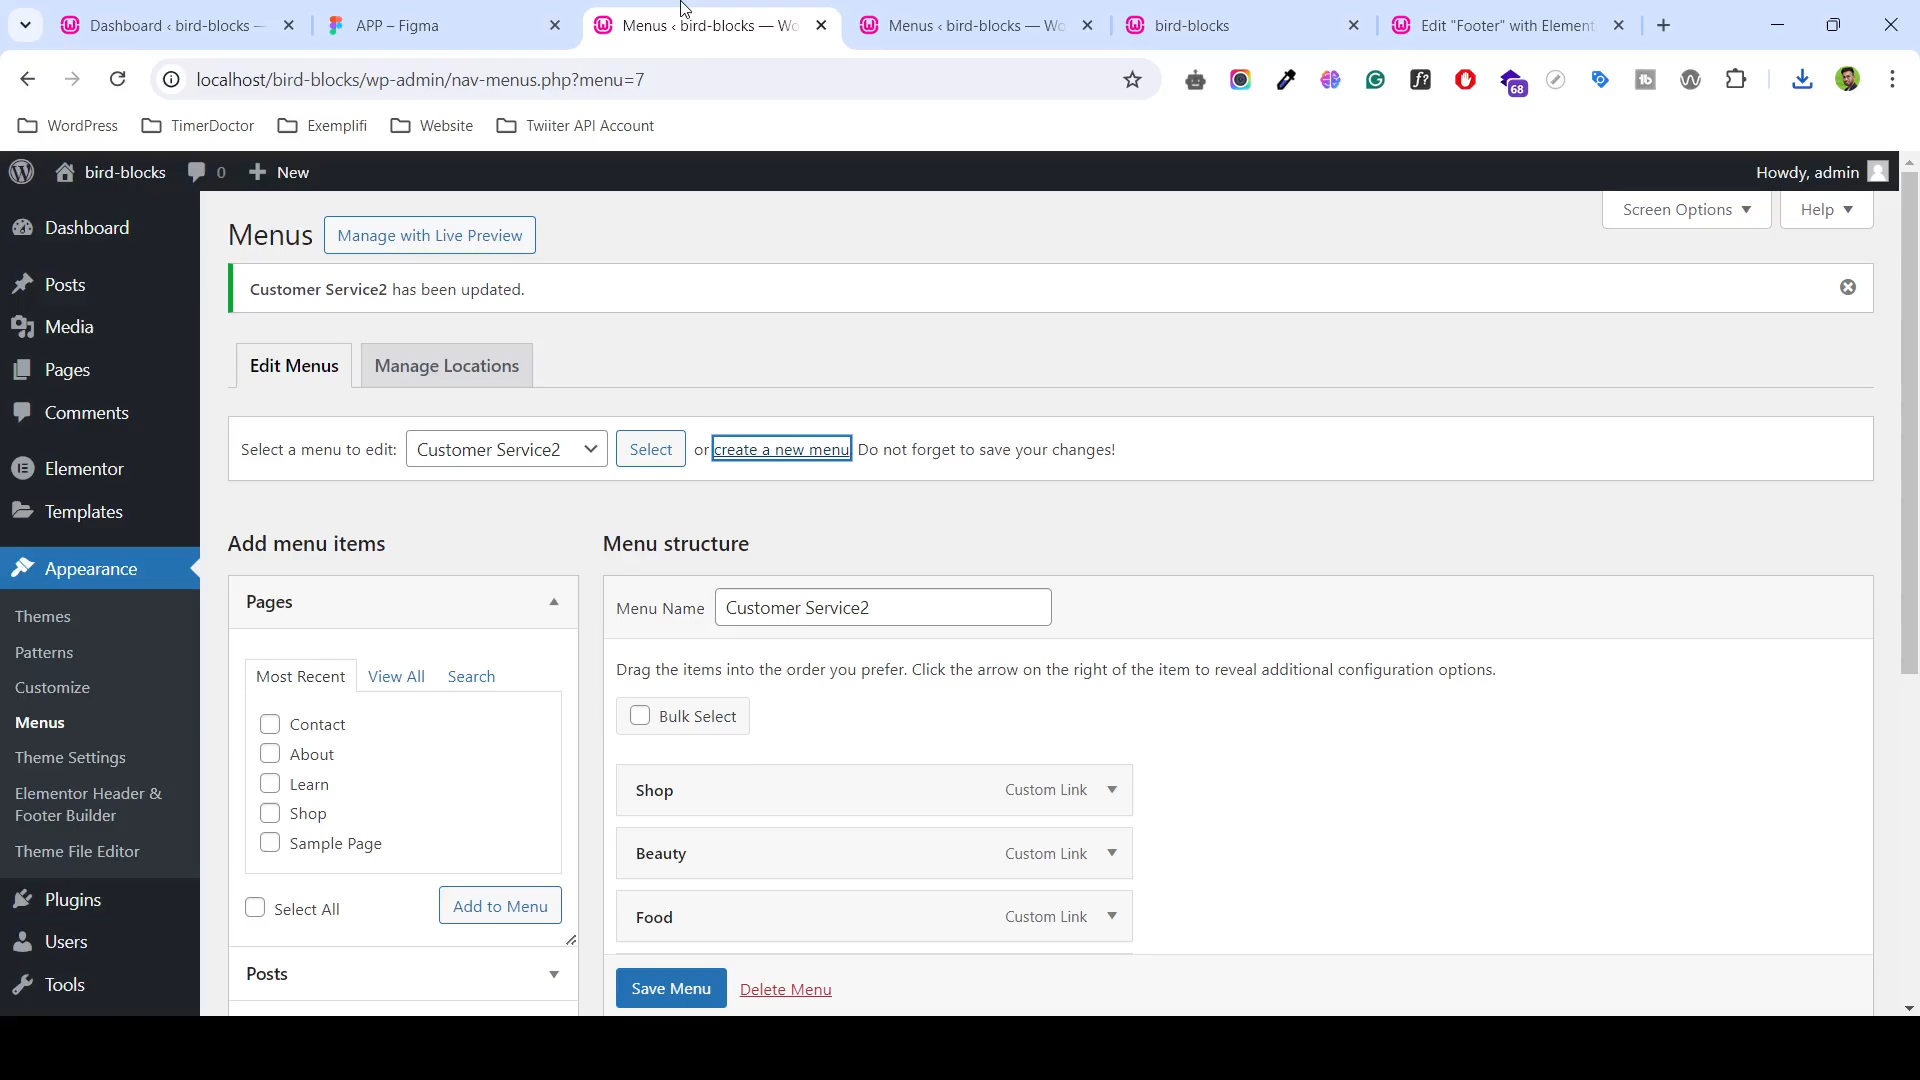 Dashboard ‹ bird-blocks —
APP – Figma
Menus ‹ bird-blocks — Wo
Menus ‹ bird-blocks — Wo
bird-blocks
Edit "Footer" with Element
localhost/bird-blocks/wp-admin/nav-menus.php?menu=7
68
WordPress
TimerDoctor
Exemplifi
Website
Twiiter API Account
bird-blocks
0
New
Howdy, admin
Screen Options
Help
Dashboard
Posts
Media
Pages
Comments
Elementor
Templates
Appearance
Themes
Patterns
Customize
Menus
Theme Settings
Elementor Header &
Footer Builder
Theme File Editor
Plugins
Users
Tools
Menus
Manage with Live Preview
Customer Service2 has been updated.
Edit Menus
Manage Locations
Select a menu to edit: Customer Service2 Select or create a new menu Do not forget to save your changes!
Add menu items
Pages
Most Recent View All Search
Contact
About
Learn
Shop
Sample Page
Select All
Add to Menu
Posts
Menu structure
Menu Name Customer Service2
Drag the items into the order you prefer. Click the arrow on the right of the item to reveal additional configuration options.
Bulk Select
Shop Custom Link
Beauty Custom Link
Food Custom Link
Save Menu Delete Menu